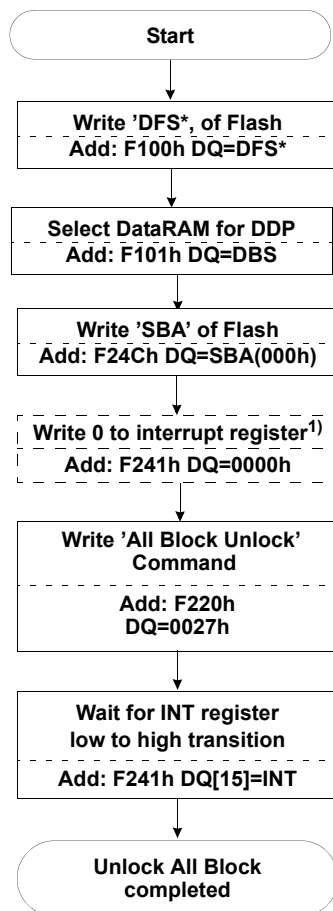 Start
Write ’DFS*, of Flash
Add: F100h DQ=DFS*
Select DataRAM for DDP
Add: F101h DQ=DBS
Write ’SBA’ of Flash
Add: F24Ch DQ=SBA(000h)
Write 0 to interrupt register1)
Add: F241h DQ=0000h
Write ’All Block Unlock’
Command
Add: F220h
DQ=0027h
Wait for INT register
low to high transition
Add: F241h DQ[15]=INT
Unlock All Block
completed